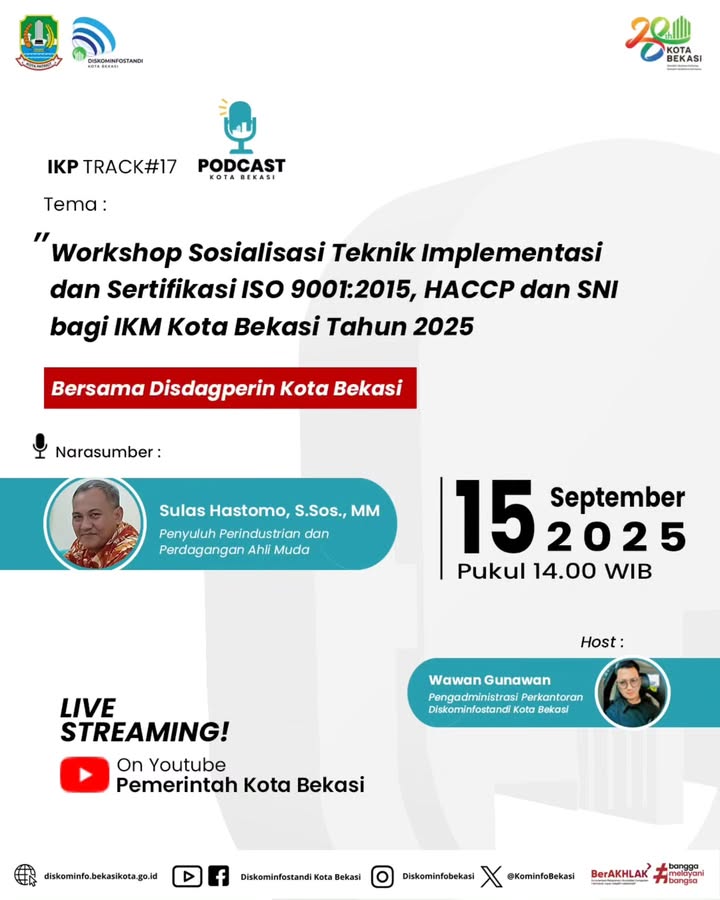 KOTA PATRIOT
DISKOMINFOSTANDI
KOTA BEKASI
28th
KOTA
BEKASI
IKP TRACK#17
PODCAST
KOTA BEKASI
Tema :
"Workshop Sosialisasi Teknik Implementasi
dan Sertifikasi ISO 9001:2015, HACCP dan SNI
bagi IKM Kota Bekasi Tahun 2025
Bersama Disdagperin Kota Bekasi
Narasumber :
Sulas Hastomo, S.Sos., MM
Penyuluh Perindustrian dan
Perdagangan Ahli Muda
15 September
2025
Pukul 14.00 WIB
Host :
Wawan Gunawan
Pengadministrasi Perkantoran
Diskominfostandi Kota Bekasi
LIVE
STREAMING!
On Youtube
Pemerintah Kota Bekasi
diskominfo.bekasikota.go.id
Diskominfostandi Kota Bekasi
Diskominfobekasi
@KominfoBekasi
BerAKHLAK
#bangga
melayani
bangsa